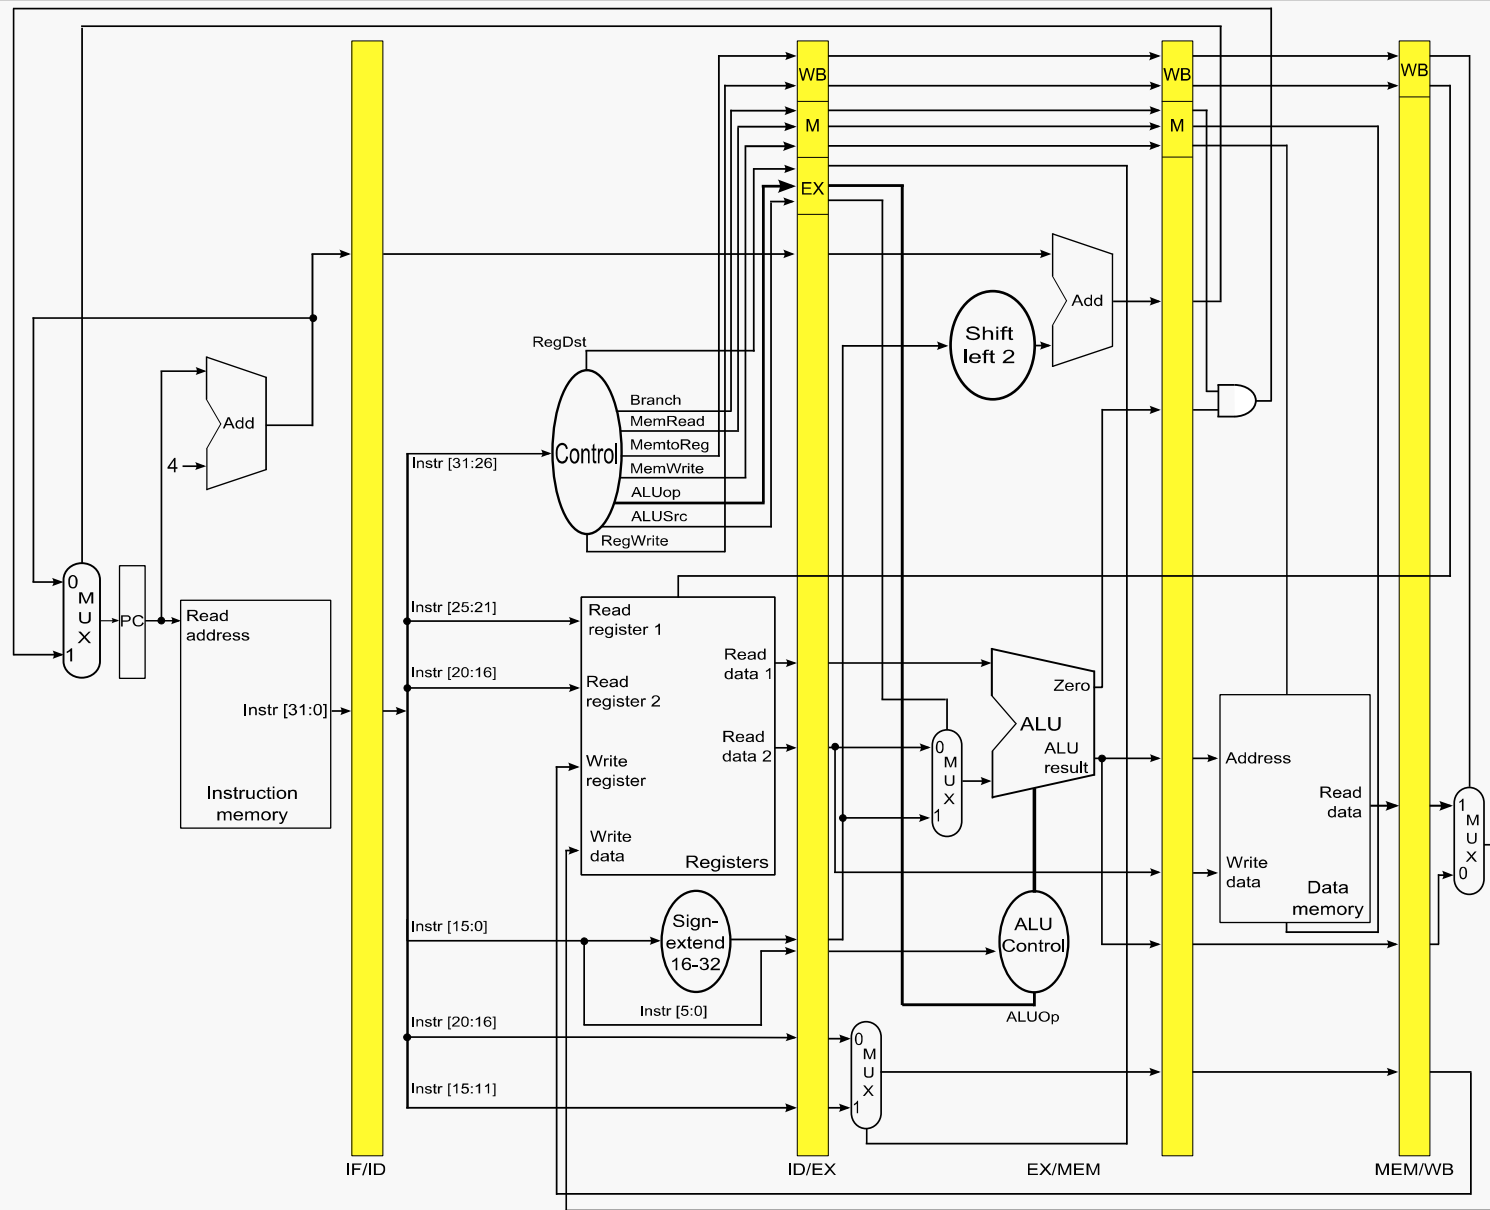 WB
WB
WB
M
M
EX
Add
Shift
left 2
RegDst
Branch
MemRead
MemtoReg
MemWrite
ALUop
ALUSrc
RegWrite
Control
Instr [31:26]
Add
4
0
M
U
X
1
PC
Read
address
Instr [31:0]
Instruction
memory
Instr [25:21]
Instr [20:16]
Read
register 1
Read
register 2
Write
register
Write
data
Read
data 1
Read
data 2
Registers
0
M
U
X
1
Zero
ALU
ALU
result
Address
Read
data
Write
data
Data
memory
1
M
U
X
0
Instr [15:0]
Sign-
extend
16-32
ALU
Control
Instr [5:0]
ALUOp
Instr [20:16]
Instr [15:11]
0
M
U
X
1
IF/ID
ID/EX
EX/MEM
MEM/WB